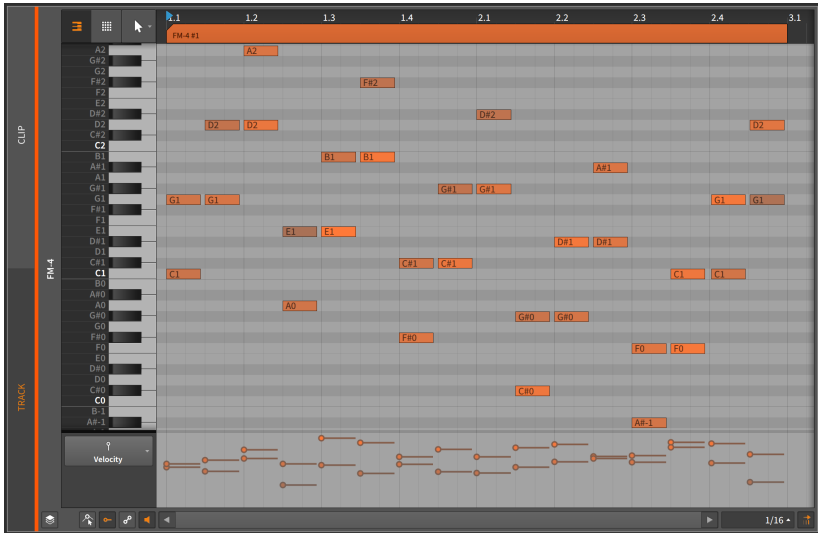 1.1 1.2 1.3 1.4 2.1 2.2 2.3 2.4 3.1
FM-4 #1
CLIP
TRACK
FM-4
A2 A2
G#2
G2
F#2 F#2
F2
E2
D#2 D#2
D2 D2 D2 D2
C#2
C2
B1 B1 B1
A#1 A#1
A1
G#1 G#1 G#1
G1 G1 G1 G1 G1
F#1
F1
E1 E1 E1
D#1 D#1 D#1
D1
C#1 C#1 C#1
C1 C1 C1 C1
B0
A#0
A0 A0
G#0 G#0 G#0
G0
F#0 F#0
F0 F0 F0
E0
D#0
D0
C#0 C#0
C0
B-1
A#-1 A#-1
Velocity
1/16